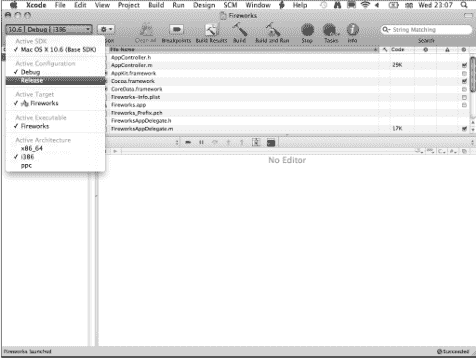 Xcode File Edit View Project Build Run Design SCM Window Help Wed 23:07
Fireworks
10.6 | Debug | i386
String Matching
Clean All Breakpoints Build Results Build Build and Run Stop Tasks Info Search
Active SDK
✓ Mac OS X 10.6 (Base SDK)
Active Configuration
✓ Debug
Release
Active Target
✓ Fireworks
Active Executable
✓ Fireworks
Active Architecture
x86_64
✓ i386
ppc
File Name Code
AppController.h
AppController.m 29K
AppKit.framework
Cocoa.framework
CoreData.framework
Fireworks-Info.plist
Fireworks.app
Fireworks_Prefix.pch
FireworksAppDelegate.h
FireworksAppDelegate.m 17K
No Editor
Fireworks launched
Succeeded